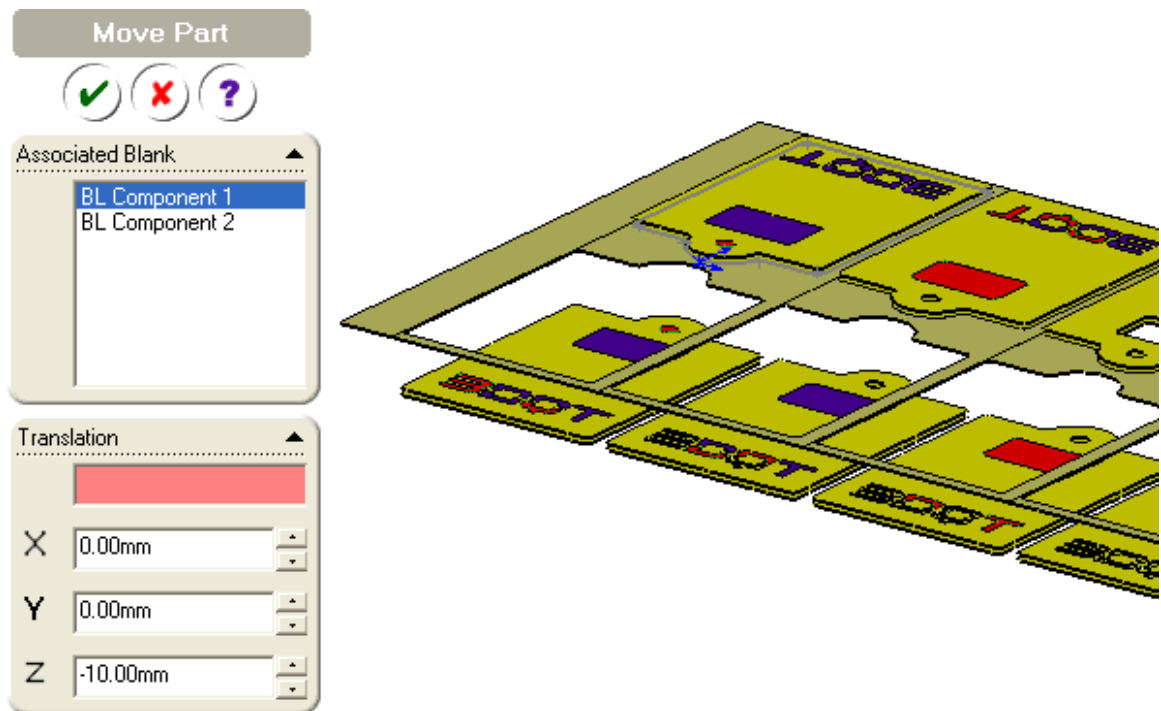 Move Part
?
Associated Blank
BL Component 1
BL Component 2
Translation
X 0.00mm
Y 0.00mm
Z -10.00mm